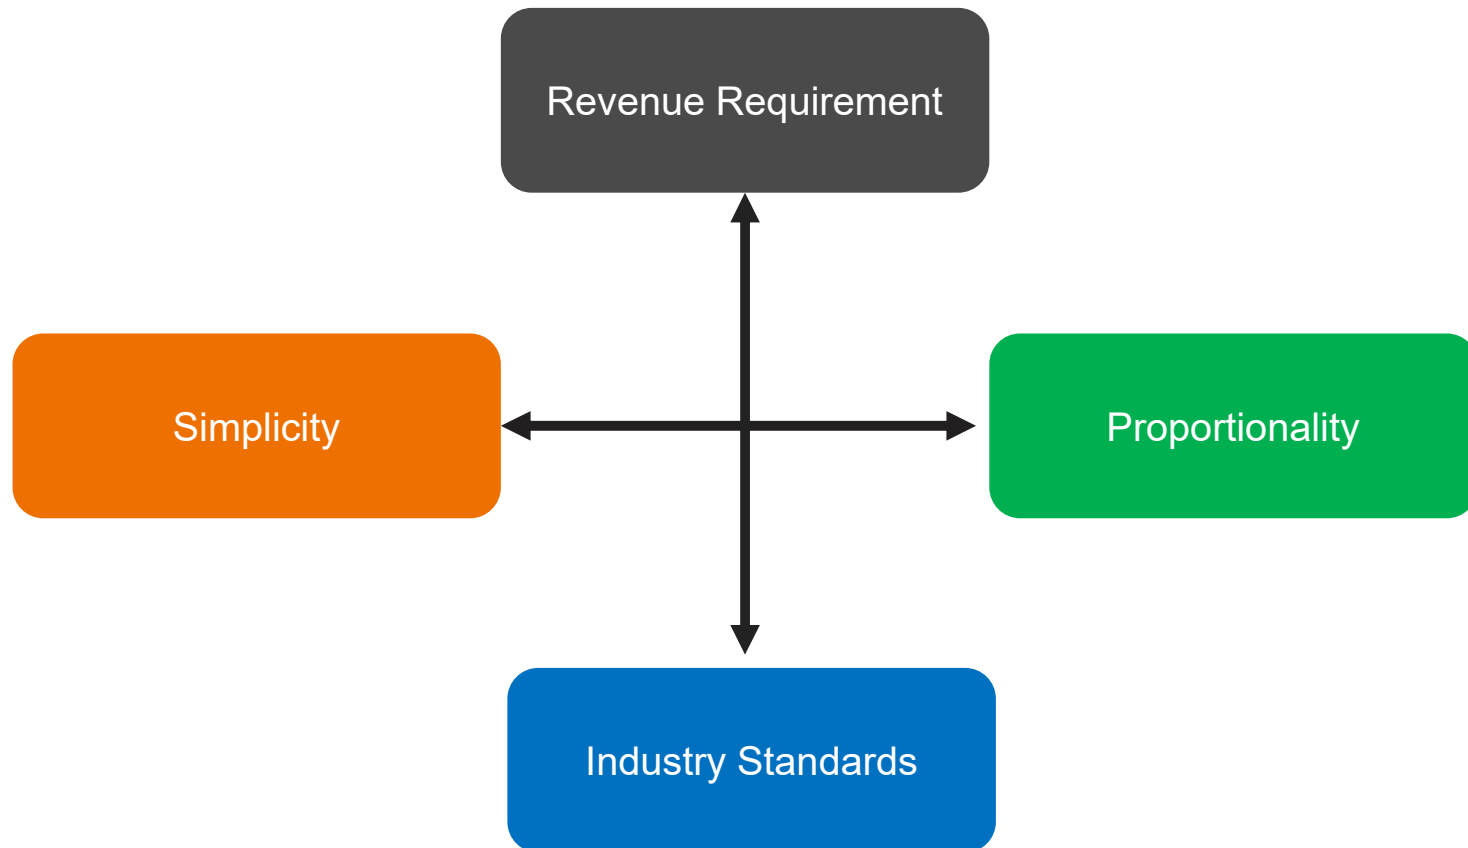 Revenue Requirement
Simplicity
Proportionality
Industry Standards